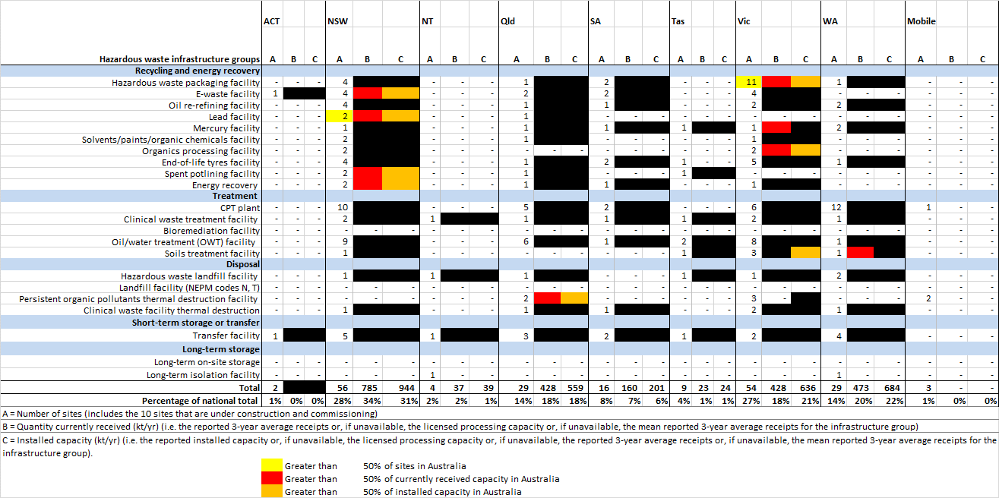 ACT NSW NT Qld SA Tas Vic WA Mobile
Hazardous waste infrastructure groups A B C A B C A B C A B C A B C A B C A B C A B C A B C
Recycling and energy recovery
Hazardous waste packaging facility - - - 4 - - - 1 2 - - - 11 1 - - -
E-waste facility 1 4 - - - 2 2 - - - 4 - - - - - -
Oil re-refining facility - - - 4 - - - 1 1 - - - 2 2 - - -
Lead facility - - - 2 - - - 1 - - - - - - - - - - - - - - -
Mercury facility - - - 1 - - - 1 1 1 1 2 - - -
Solvents/paints/organic chemicals facility - - - 2 - - - 1 - - - - - - 1 - - - - - -
Organics processing facility - - - 2 - - - - - - - - - - - - 2 - - - - - -
End-of-life tyres facility - - - 4 - - - 1 2 1 5 1 - - -
Spent potlining facility - - - 2 - - - 1 - - - 1 - - - - - - - - -
Energy recovery - - - 2 - - - 1 1 - - - 1 - - - - - -
Treatment
CPT plant - - - 10 - - - 5 2 - - - 6 12 1 - -
Clinical waste treatment facility - - - 2 1 1 1 1 2 1 - - -
Bioremediation facility - - - - - - - - - - - - - - - - - - - - - - - - - - -
Oil/water treatment (OWT) facility - - - 9 - - - 6 1 2 8 1 - - -
Soils treatment facility - - - 1 - - - - - - - - - - - - 3 1 - - -
Disposal
Hazardous waste landfill facility - - - 1 1 1 - - - 1 1 2 - - -
Landfill facility (NEPM codes N, T) - - - - - - - - - - - - - - - - - - - - - - - - - - -
Persistent organic pollutants thermal destruction facility - - - - - - - - - 2 - - - - - - 3 - - - - 2 - -
Clinical waste facility thermal destruction - - - 1 - - - 1 1 - - - 2 1 - - -
Short-term storage or transfer
Transfer facility 1 5 1 3 2 1 2 4 - - -
Long-term storage
Long-term on-site storage - - - - - - - - - - - - - - - - - - - - - - - - - - -
Long-term isolation facility - - - - - - 1 - - - - - - - - - - - - - - 1 - - - - -
Total 2 56 785 944 4 37 39 29 428 559 16 160 201 9 23 24 54 428 636 29 473 684 3 - -
Percentage of national total 1% 0% 0% 28% 34% 31% 2% 2% 1% 14% 18% 18% 8% 7% 6% 4% 1% 1% 27% 18% 21% 14% 20% 22% 1% 0% 0%
A = Number of sites (includes the 10 sites that are under construction and commissioning)
B = Quantity currently received (kt/yr) (i.e. the reported 3-year average receipts or, if unavailable, the licensed processing capacity or, if unavailable, the mean reported 3-year average receipts for the infrastructure group)
C = Installed capacity (kt/yr) (i.e. the reported installed capacity or, if unavailable, the licensed processing capacity or, if unavailable, the reported 3-year average receipts or, if unavailable, the mean reported 3-year average receipts for the
infrastructure group).
Greater than 50% of sites in Australia
Greater than 50% of currently received capacity in Australia
Greater than 50% of installed capacity in Australia